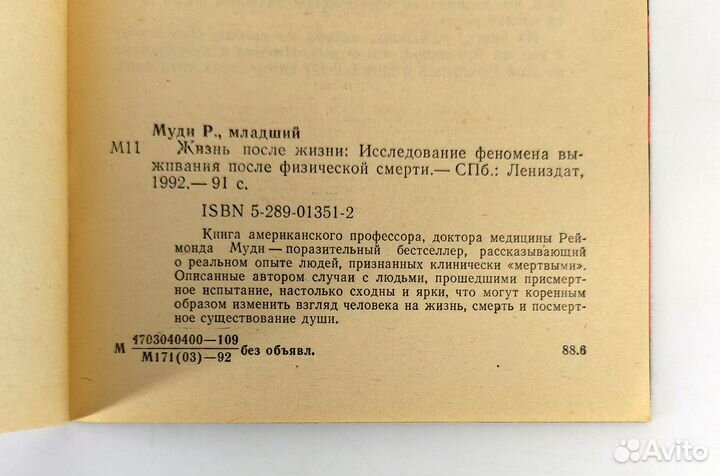 Муди Р., младший
М11 Жизнь после жизни: Исследование феномена вы-
живания после физической смерти.— СПб.: Лениздат,
1992.— 91 с.
ISBN 5-289-01351-2
Книга американского профессора, доктора медицины Рей-
монда Муди — поразительный бестселлер, рассказывающий
о реальном опыте людей, признанных клинически «мертвыми».
Описанные автором случаи с людьми, прошедшими присмерт-
ное испытание, настолько сходны и ярки, что могут коренным
образом изменить взгляд человека на жизнь, смерть и посмерт-
ное существование души.
М 4703040400—109
М171(03)—92 без объявл. 88.6
Avito